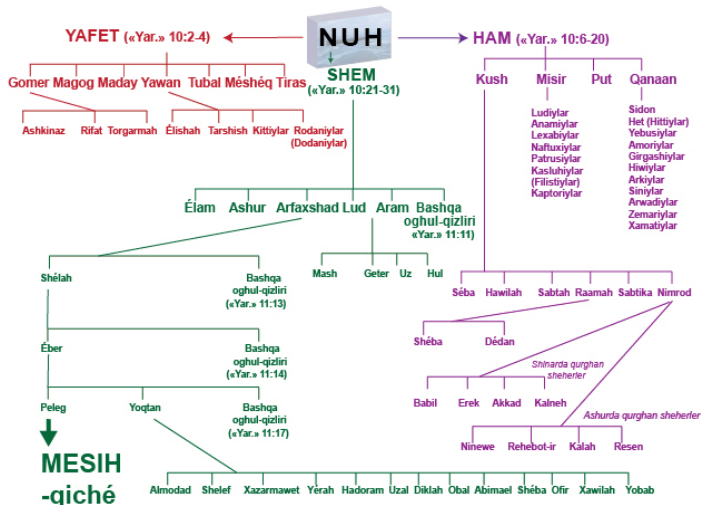 NUH
YAFET («Yar.» 10:2-4)
HAM («Yar.» 10:6-20)
SHEM
(«Yar.» 10:21-31)
Gomer Magog Maday Yawan Tubal Méshéq Tiras
Kush Misir Put Qanaan
Ashkinaz Rifat Torgarmah Élishah Tarshish Kittiylar Rodaniylar
(Dodaniylar)
Ludiylar
Anamiylar
Lexabiylar
Naftuxiylar
Patrusiylar
Kasluhiylar
(Filistiylar)
Kaptoriylar
Sidon
Het (Hittiylar)
Yebusiylar
Amoriylar
Girgashiylar
Hiwiylar
Arkiylar
Siniylar
Arwadiylar
Zemariylar
Xamatiylar
Élam Ashur Arfaxshad Lud Aram Bashqa
oghul-qizliri
«Yar.» 11:11)
Mash Geter Uz Hul
Shélah
Bashqa
oghul-qizliri
(«Yar.» 11:13)
Séba Hawilah Sabtah Raamah Sabtika Nimrod
Shéba Dédan
Éber
Bashqa
oghul-qizliri
(«Yar.» 11:14)
Shinarda qurghan
sheherler
Babil Erek Akkad Kalneh
Peleg Yoqtan Bashqa
oghul-qizliri
(«Yar.» 11:17)
Ashurda qurghan sheherler
Ninewe Rehebot-ir Kalah Resen
MESIH
-qiché
Almodad Shelef Xazarmawet Yérah Hadoram Uzal Diklah Obal Abimael Shéba Ofir Xawilah Yobab